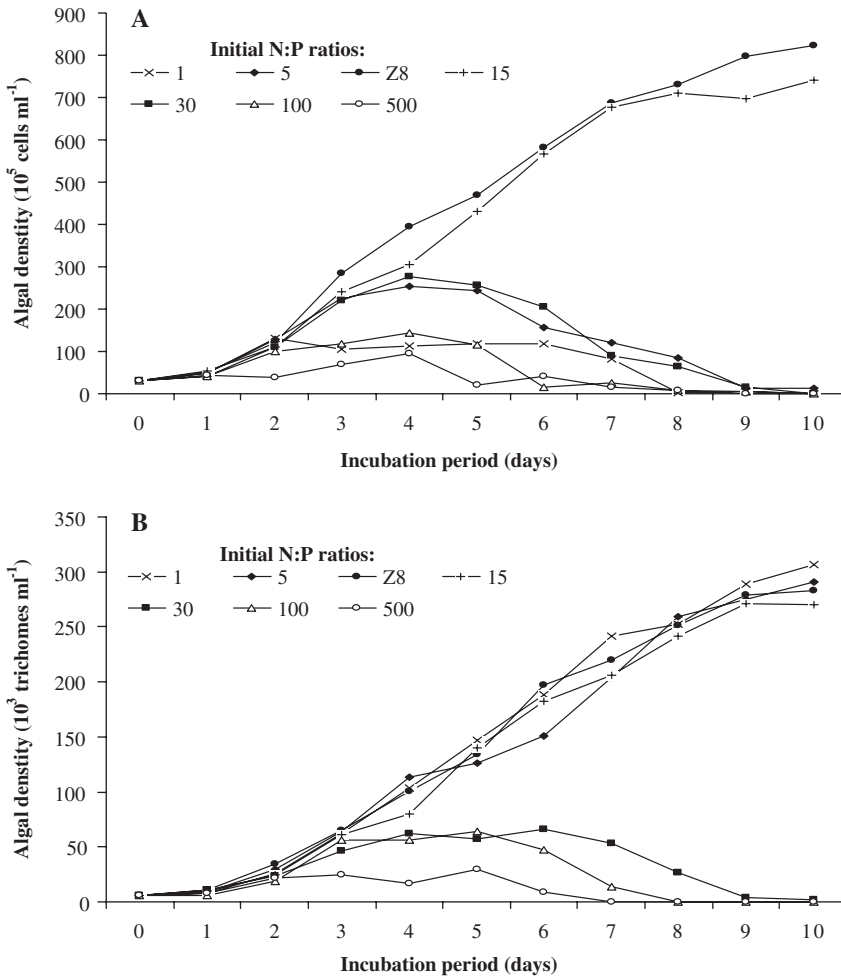 A
Initial N:P ratios:
1 5 Z8 15
30 100 500
900
800
700
600
500
400
300
200
100
0
Algal denstity (10⁵ cells ml⁻¹)
0 1 2 3 4 5 6 7 8 9 10
Incubation period (days)
B
Initial N:P ratios:
1 5 Z8 15
30 100 500
350
300
250
200
150
100
50
0
Algal denstity (10³ trichomes ml⁻¹)
0 1 2 3 4 5 6 7 8 9 10
Incubation period (days)